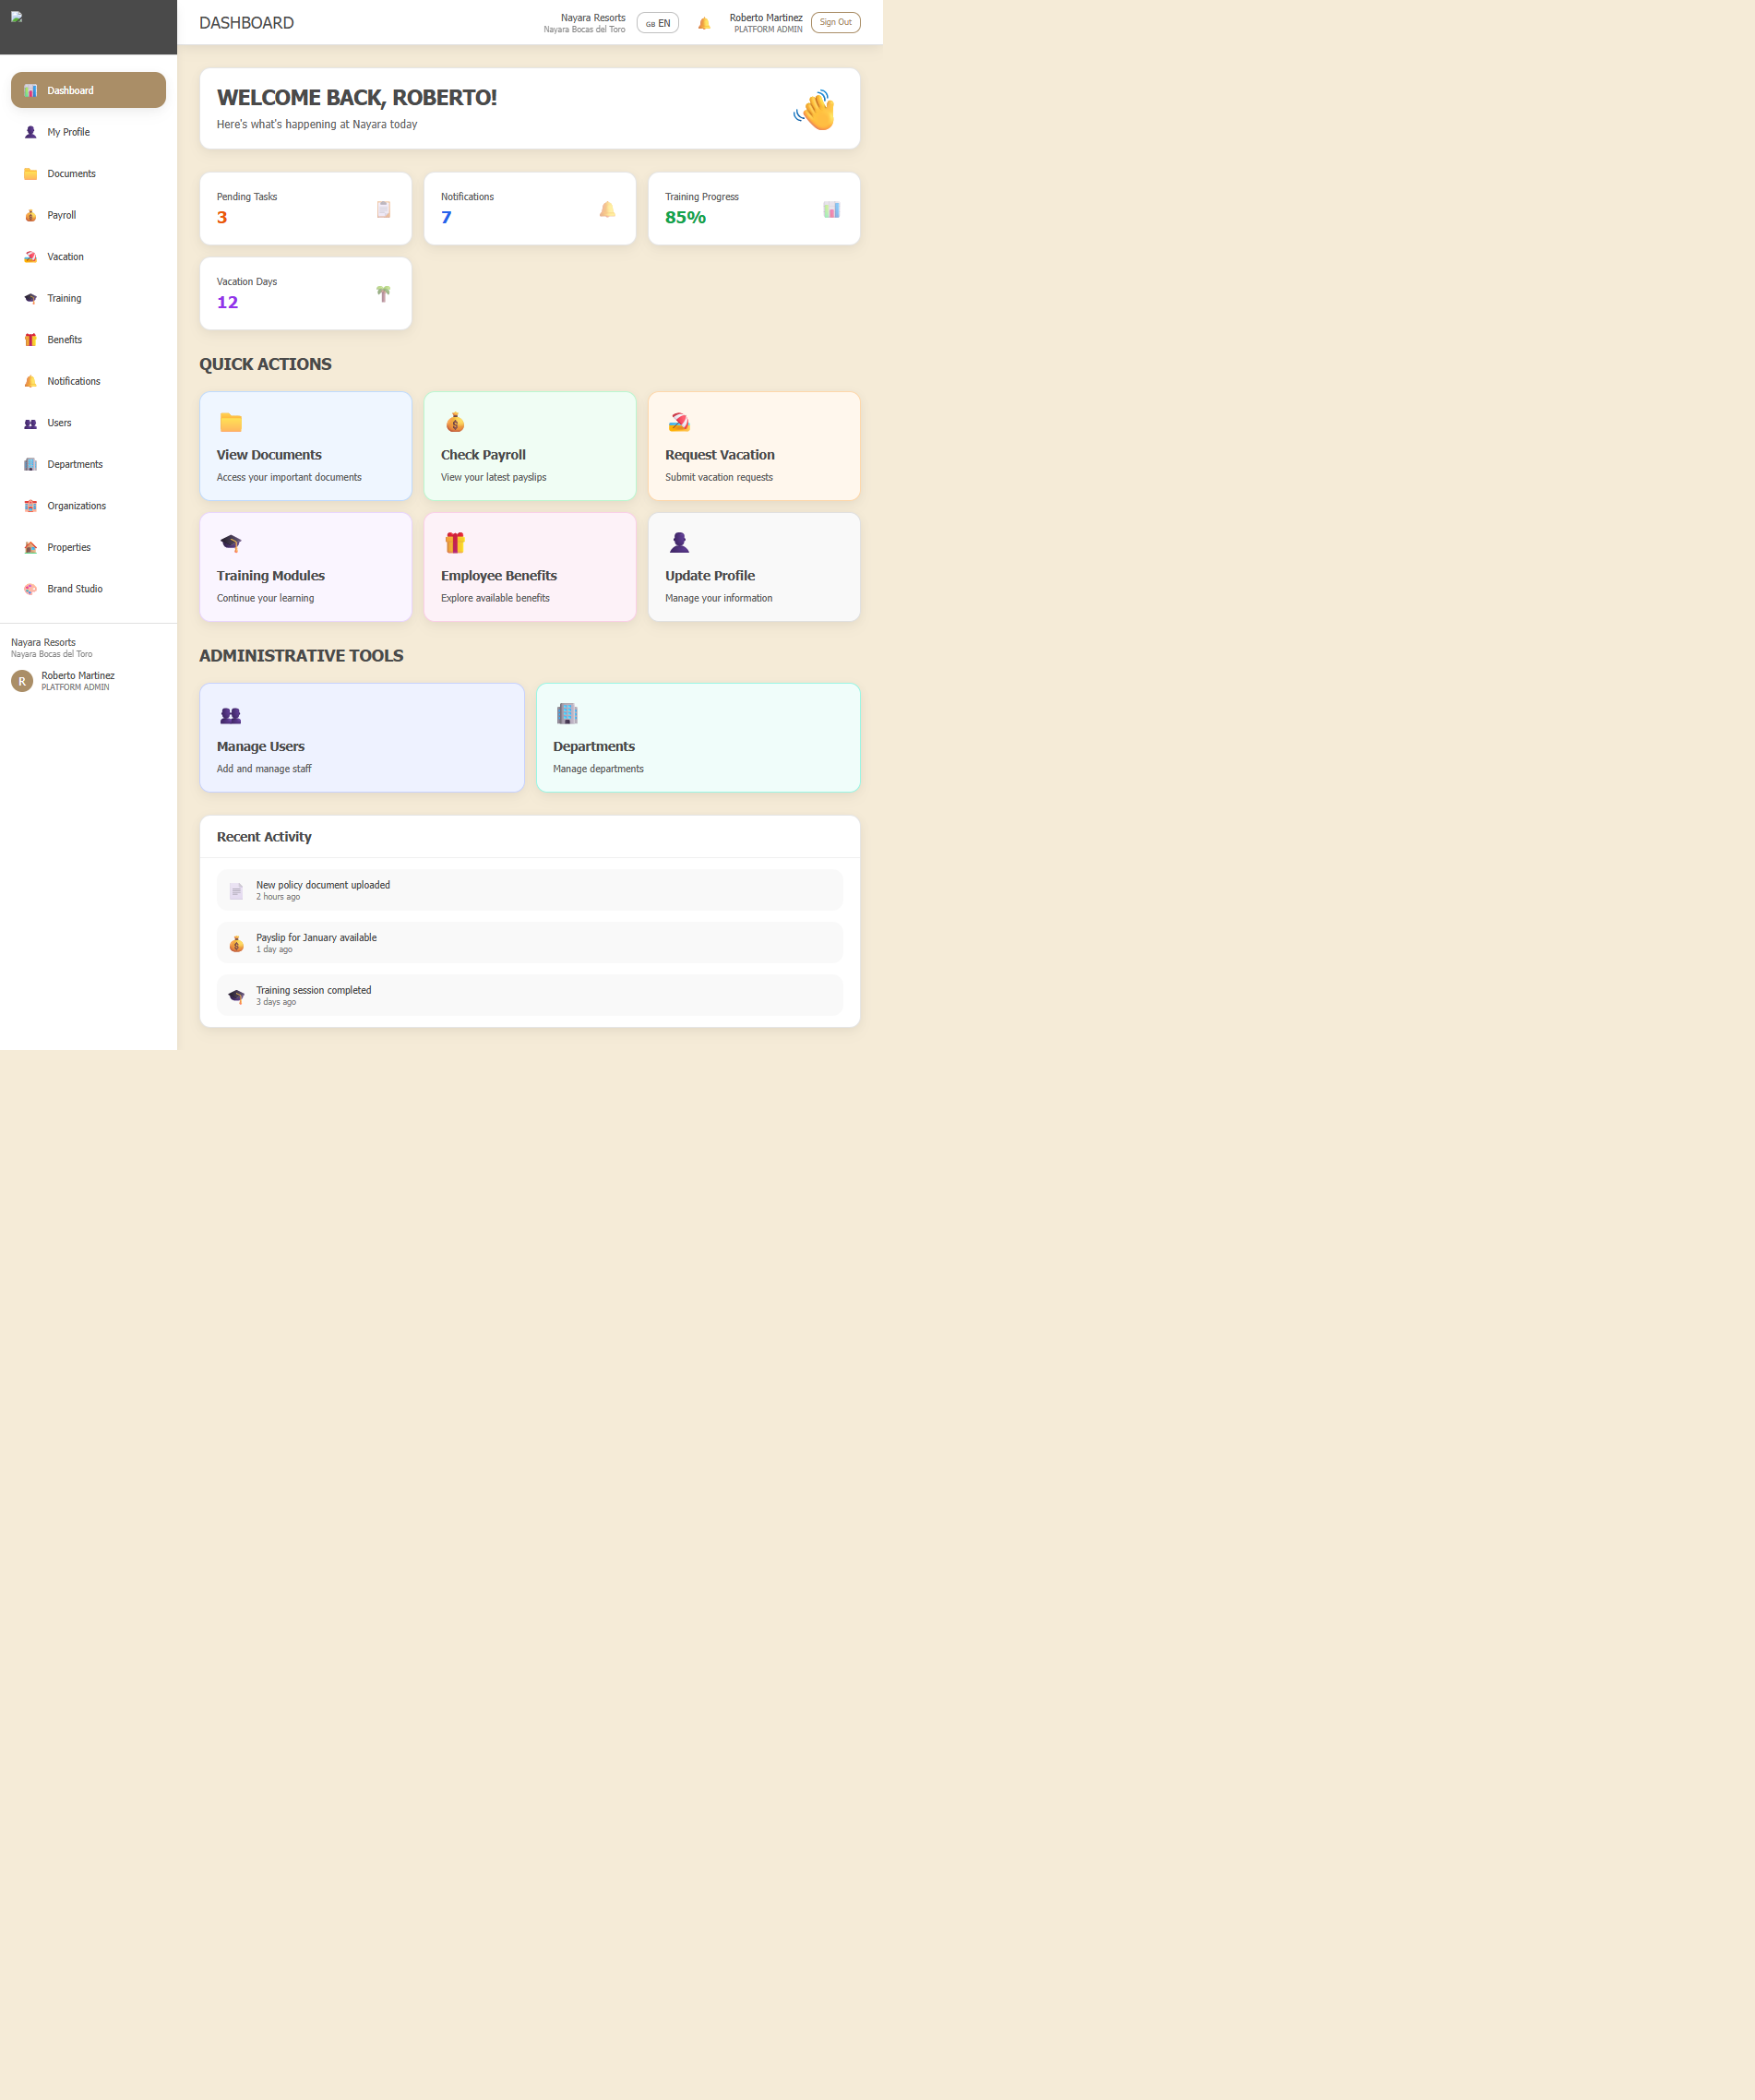 Dashboard
My Profile
Documents
Payroll
Vacation
Training
Benefits
Notifications
Users
Departments
Organizations
Properties
Brand Studio
Nayara Resorts
Nayara Bocas del Toro
R
Roberto Martinez
PLATFORM ADMIN
DASHBOARD
Nayara Resorts
Nayara Bocas del Toro
GB EN
Roberto Martinez
PLATFORM ADMIN
Sign Out
WELCOME BACK, ROBERTO!
Here's what's happening at Nayara today
Pending Tasks
3
Notifications
7
Training Progress
85%
Vacation Days
12
QUICK ACTIONS
View Documents
Access your important documents
Check Payroll
View your latest payslips
Request Vacation
Submit vacation requests
Training Modules
Continue your learning
Employee Benefits
Explore available benefits
Update Profile
Manage your information
ADMINISTRATIVE TOOLS
Manage Users
Add and manage staff
Departments
Manage departments
Recent Activity
New policy document uploaded
2 hours ago
Payslip for January available
1 day ago
Training session completed
3 days ago